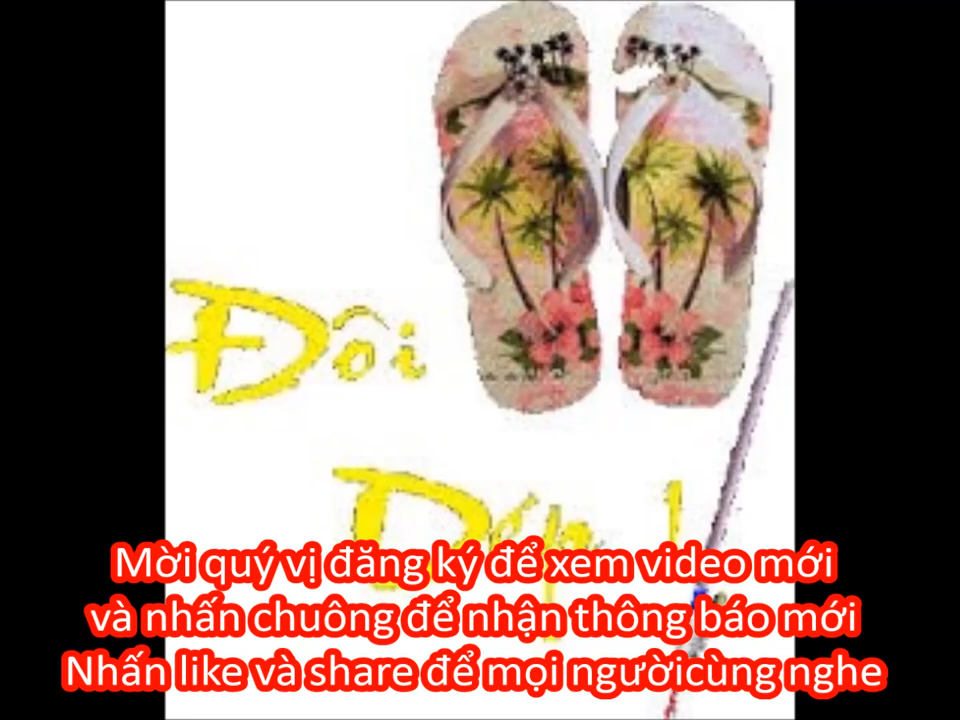 Đôi
Dép !
Mời quý vị đăng ký để xem video mới
và nhấn chuông để nhận thông báo mới
Nhấn like và share để mọi ngườicùng nghe